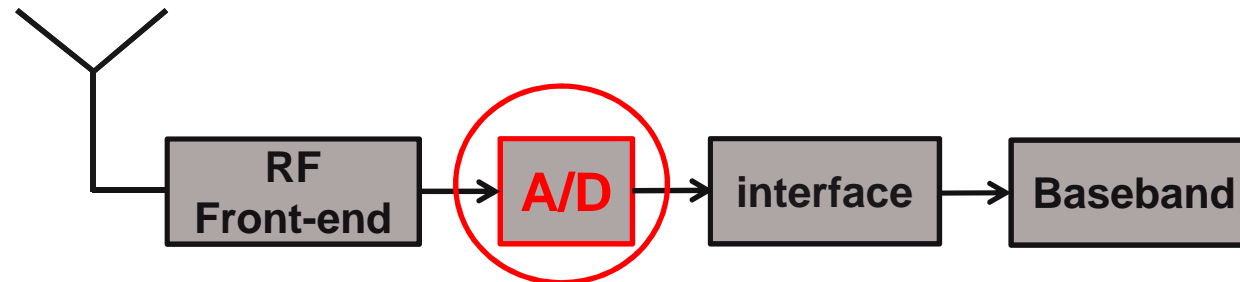 RF
Front-end
A/D
interface
Baseband